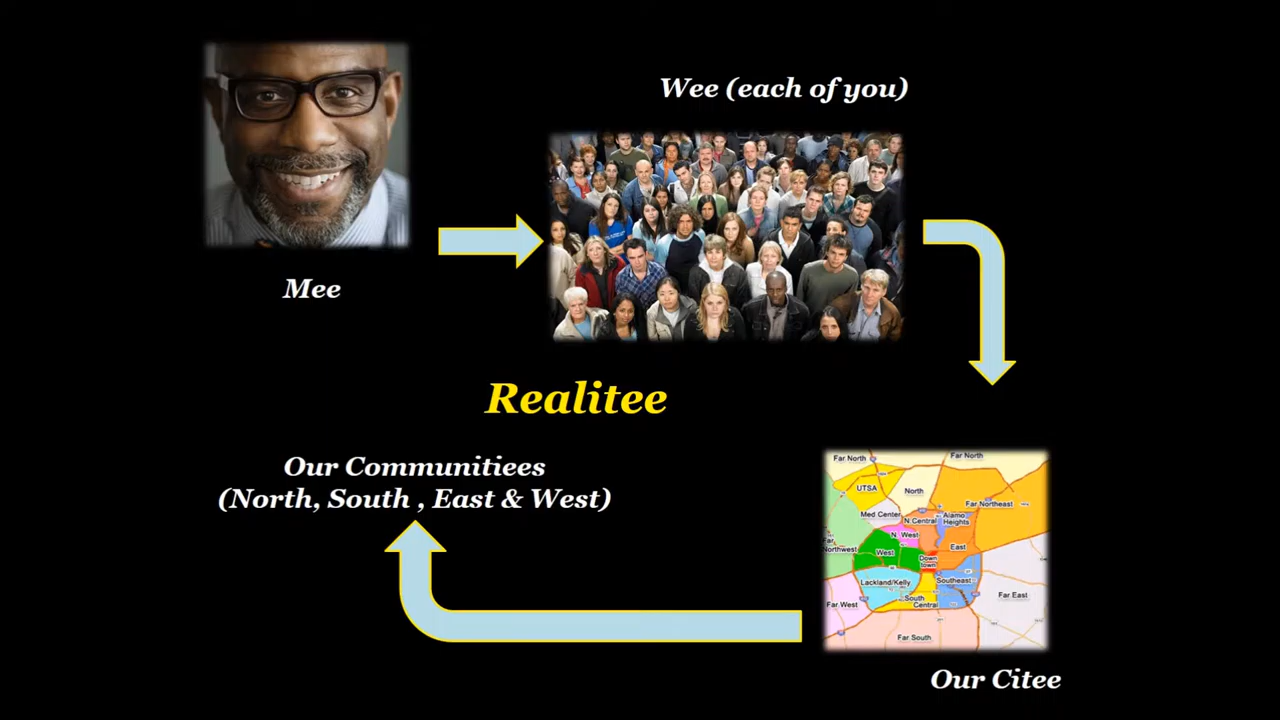 Wee (each of you)
Mee
Realitee
Our Communitiees
(North, South , East & West)
Far North
Far North
UTSA
North
Far Northeast
Med Center
N Central
Alamo
Heights
N. West
Far
Northwest
West
East
Down
town
Lackland/Kelly
Southeast
Far East
South
Central
Far West
Far South
Our Citee